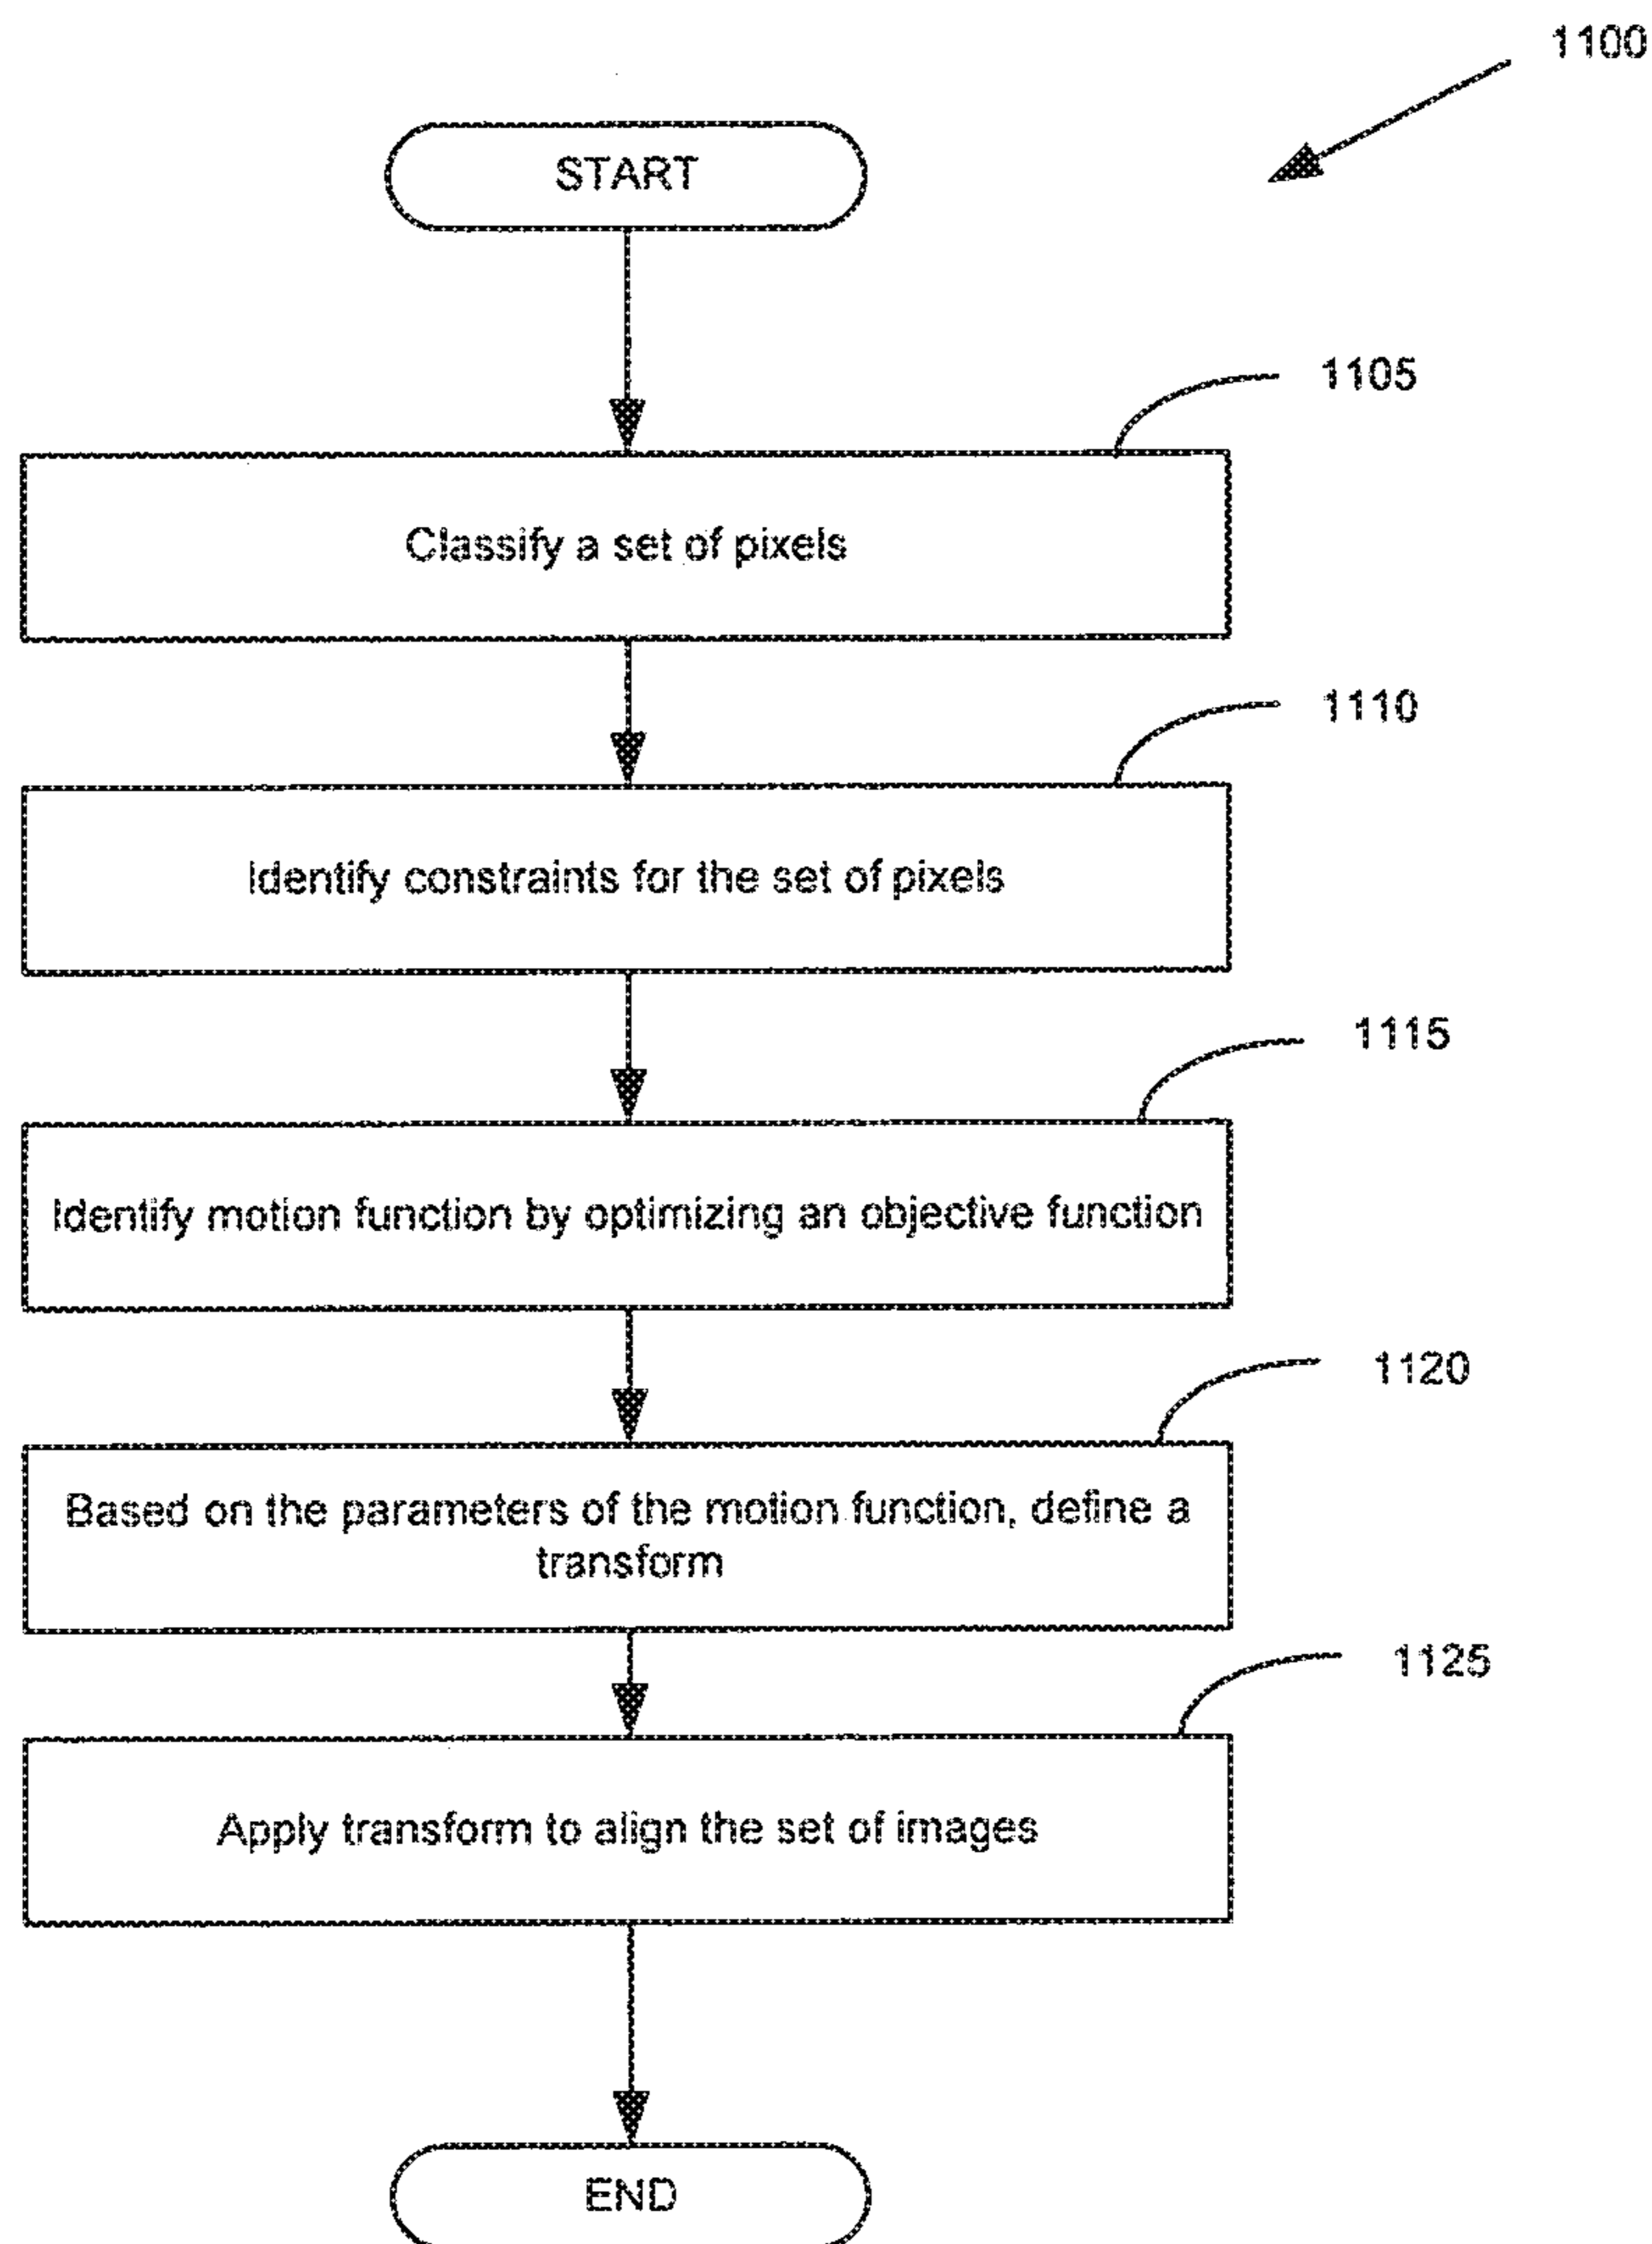 1100
START
1105
Classify a set of pixels
1110
Identify constraints for the set of pixels
1115
Identify motion function by optimizing an objective function
1120
Based on the parameters of the motion function, define a
transform
1125
Apply transform to align the set of images
END